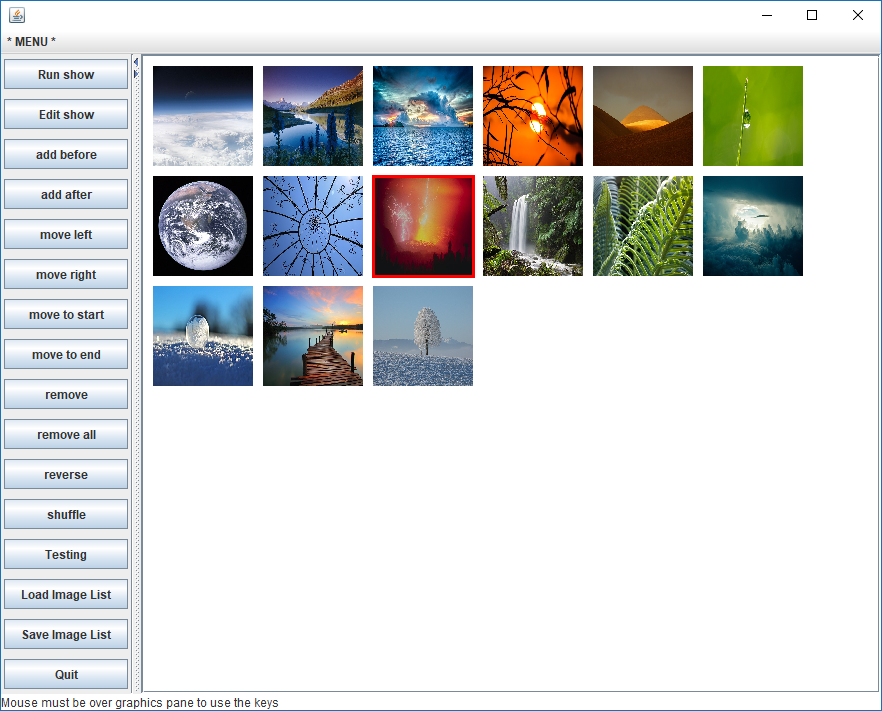 * MENU *
Run show
Edit show
add before
add after
move left
move right
move to start
move to end
remove
remove all
reverse
shuffle
Testing
Load Image List
Save Image List
Quit
Mouse must be over graphics pane to use the keys